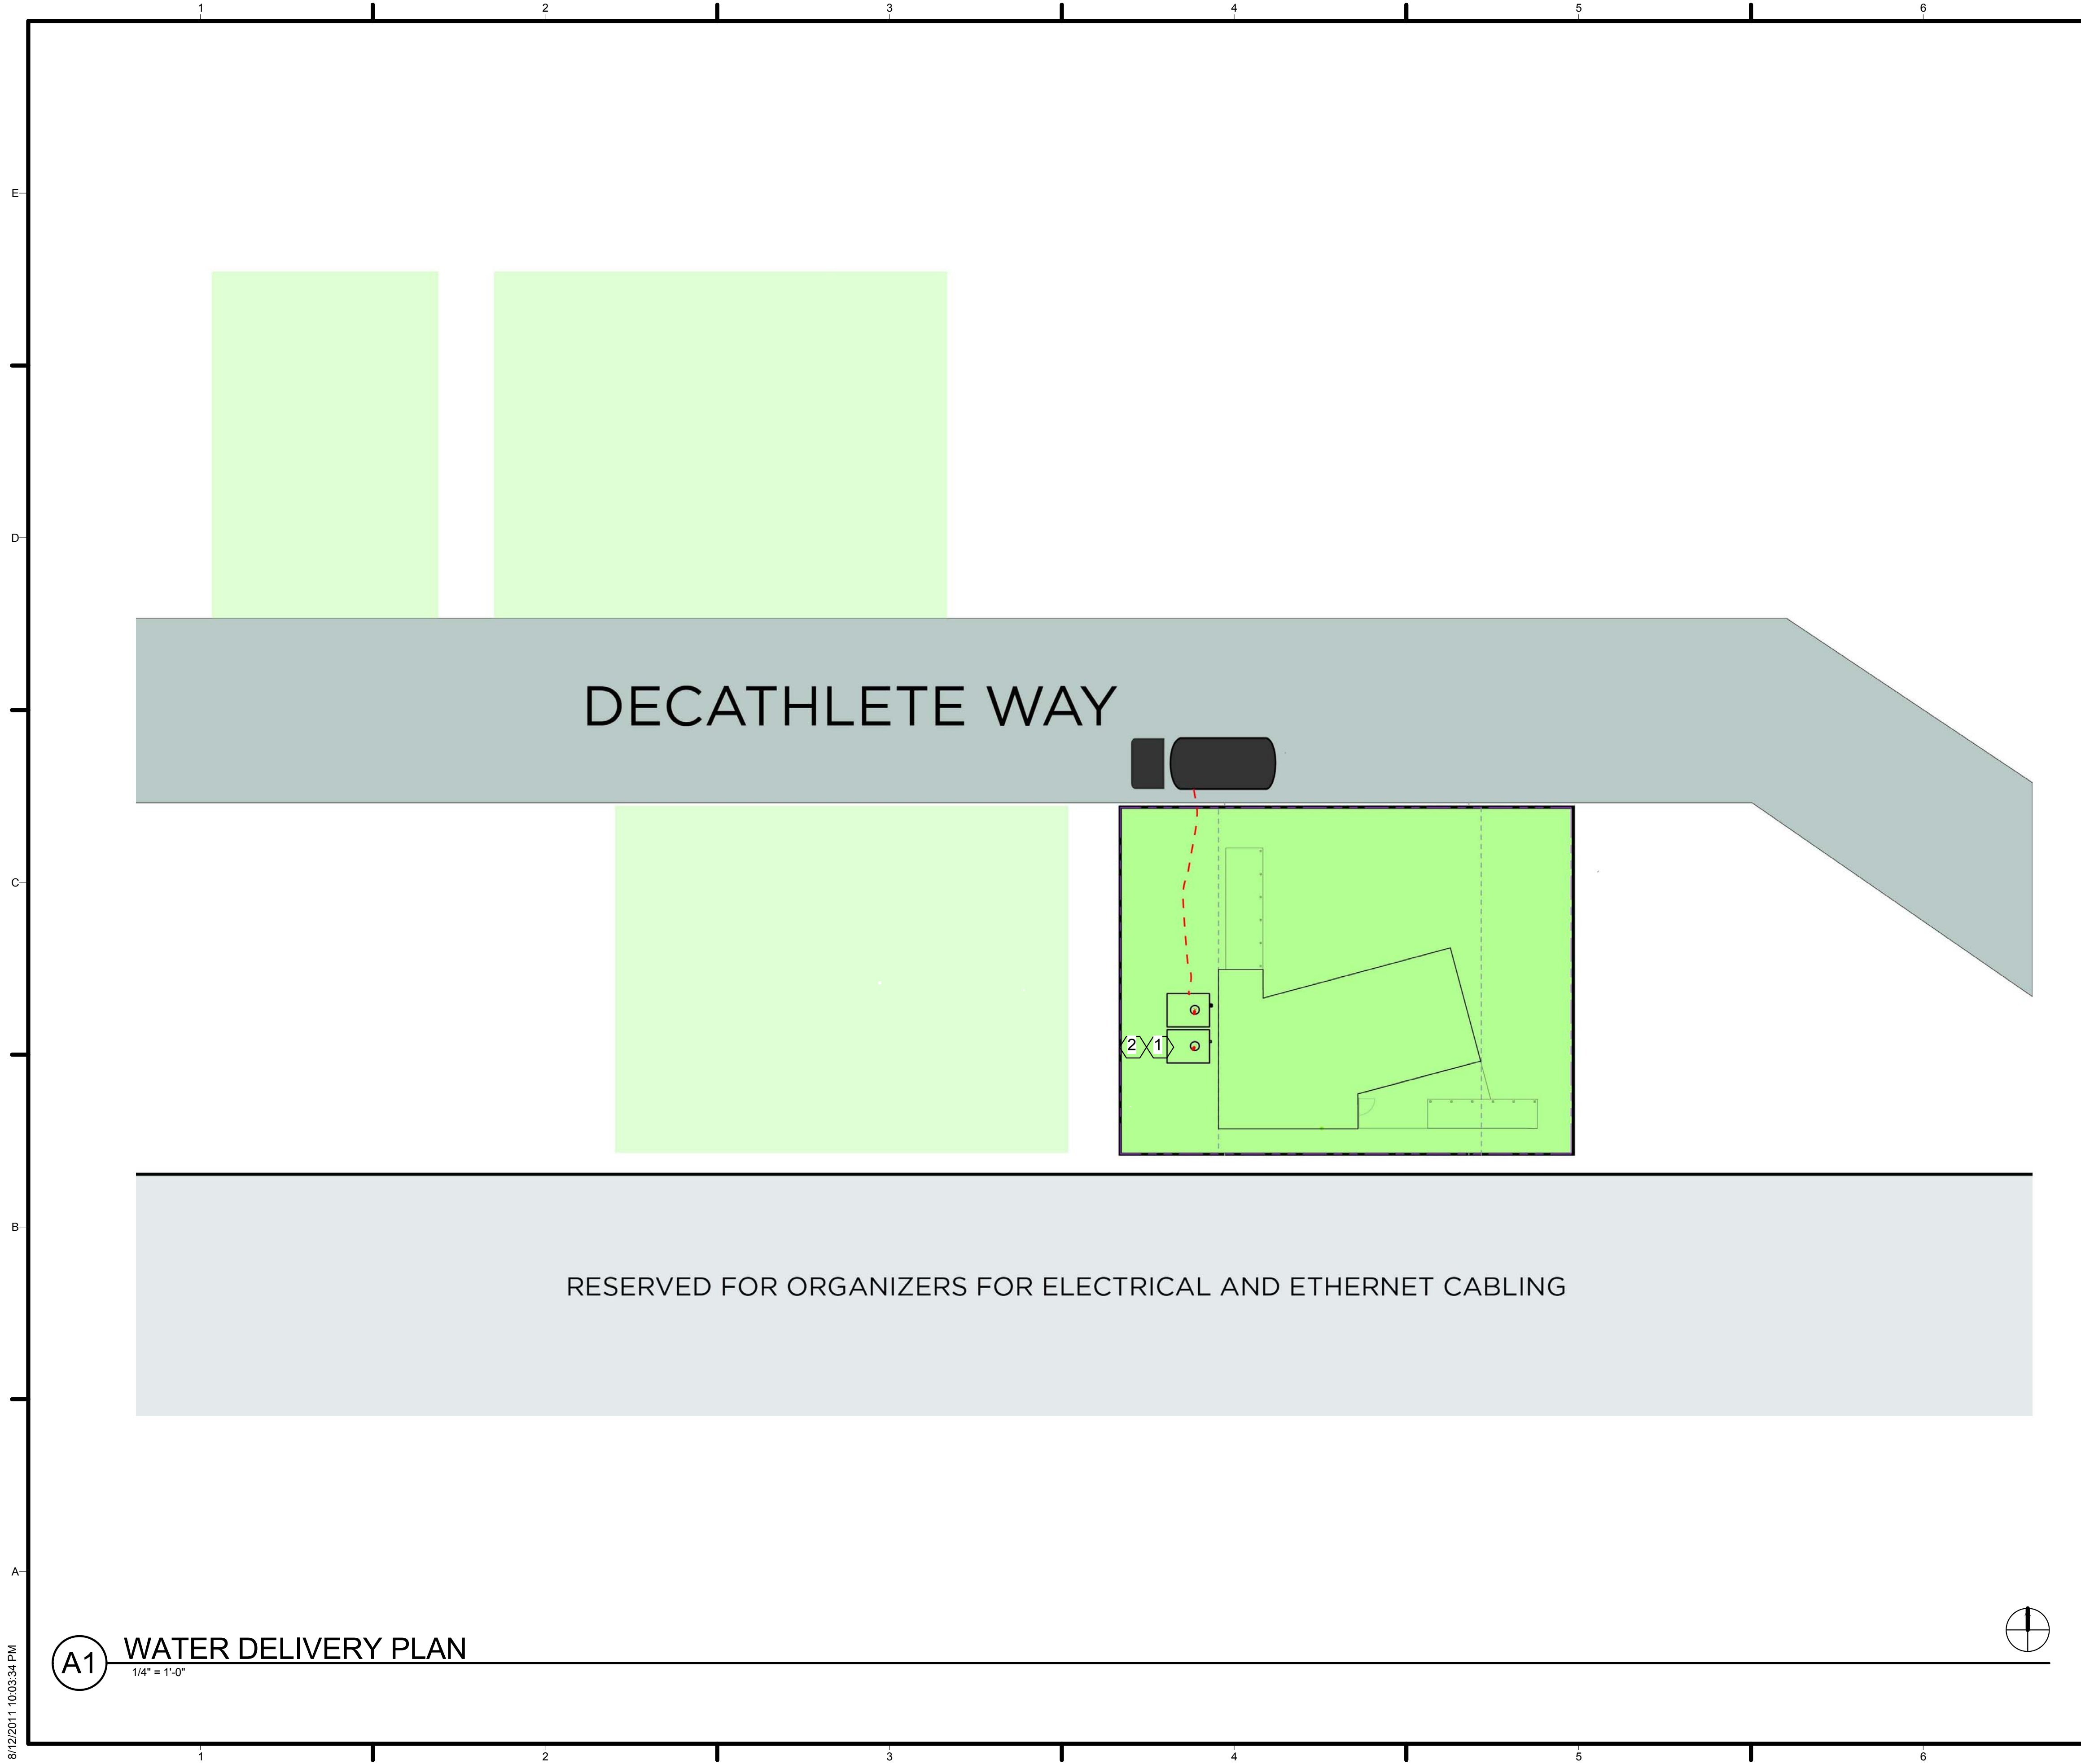 1 2 3 4 5 6
E
D
DECATHLETE WAY
C
2 1
B
RESERVED FOR ORGANIZERS FOR ELECTRICAL AND ETHERNET CABLING
A
A1 WATER DELIVERY PLAN
1/4" = 1'-0"
8/12/2011 10:03:34 PM
1 2 3 4 5 6